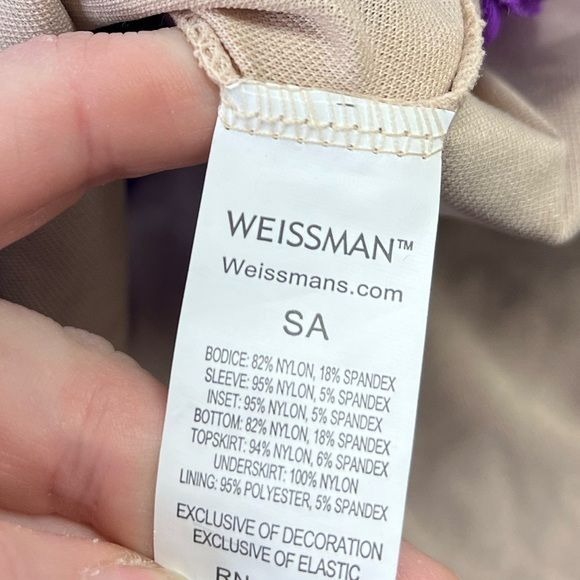 WEISSMAN™
Weissmans.com
SA
BODICE: 82% NYLON, 18% SPANDEX
SLEEVE: 95% NYLON, 5% SPANDEX
INSET: 95% NYLON, 5% SPANDEX
BOTTOM: 82% NYLON, 18% SPANDEX
TOPSKIRT: 94% NYLON, 6% SPANDEX
UNDERSKIRT: 100% NYLON
LINING: 95% POLYESTER, 5% SPANDEX
EXCLUSIVE OF DECORATION
EXCLUSIVE OF ELASTIC
RN